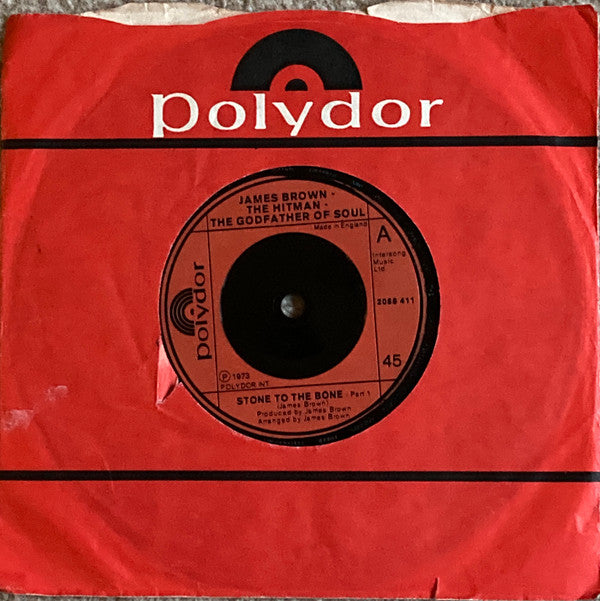 polydor
JAMES BROWN -
THE HITMAN -
THE GODFATHER OF SOUL
Made in England
A
Intersong
Music
Ltd.
polydor
2066 411
45
Ⓟ 1973
POLYDOR INT.
STONE TO THE BONE - Part 1
(James Brown)
Produced by James Brown
Arranged by James Brown